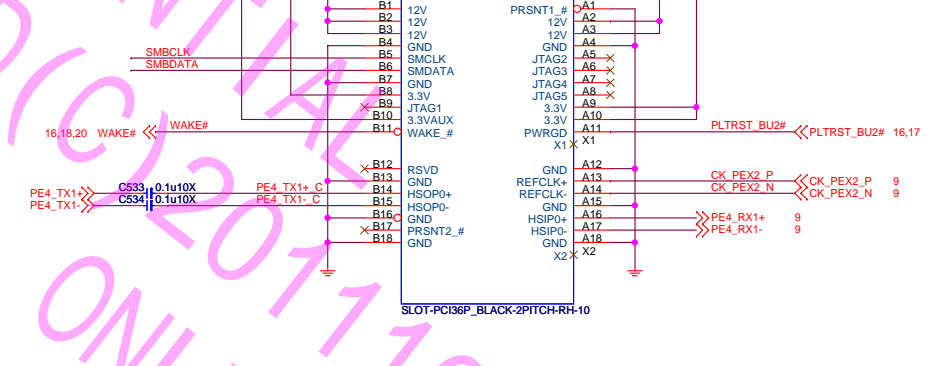 B1 12V PRSNT1_# A1
B2 12V 12V A2
B3 12V 12V A3
B4 GND GND A4
SMBCLK B5 SMCLK JTAG2 A5
SMBDATA B6 SMDATA JTAG3 A6
B7 GND JTAG4 A7
B8 3.3V JTAG5 A8
B9 JTAG1 3.3V A9
B10 3.3VAUX 3.3V A10
16,18,20 WAKE# WAKE# B11 WAKE_# PWRGD A11 PLTRST_BU2# PLTRST_BU2# 16,17
X1 X1
B12 RSVD GND A12
B13 GND REFCLK+ A13 CK_PEX2_P CK_PEX2_P 9
PE4_TX1+ C533 0.1u10X PE4_TX1+_C B14 HSOP0+ REFCLK- A14 CK_PEX2_N CK_PEX2_N 9
PE4_TX1- C534 0.1u10X PE4_TX1-_C B15 HSOP0- GND A15
B16 GND HSIP0+ A16 PE4_RX1+ 9
B17 PRSNT2_# HSIP0- A17 PE4_RX1- 9
B18 GND GND A18
X2 X2
SLOT-PCI36P_BLACK-2PITCH-RH-10